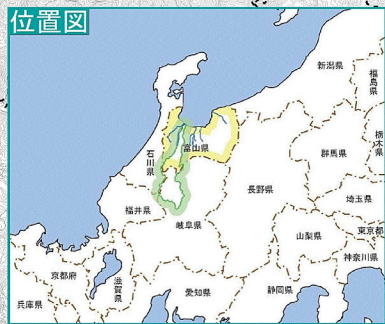 位置図
新潟県
福島県
栃木県
石川県
富山県
群馬県
長野県
福井県
岐阜県
埼玉県
山梨県
東京都
神奈川県
京都府
滋賀県
愛知県
静岡県
兵庫県